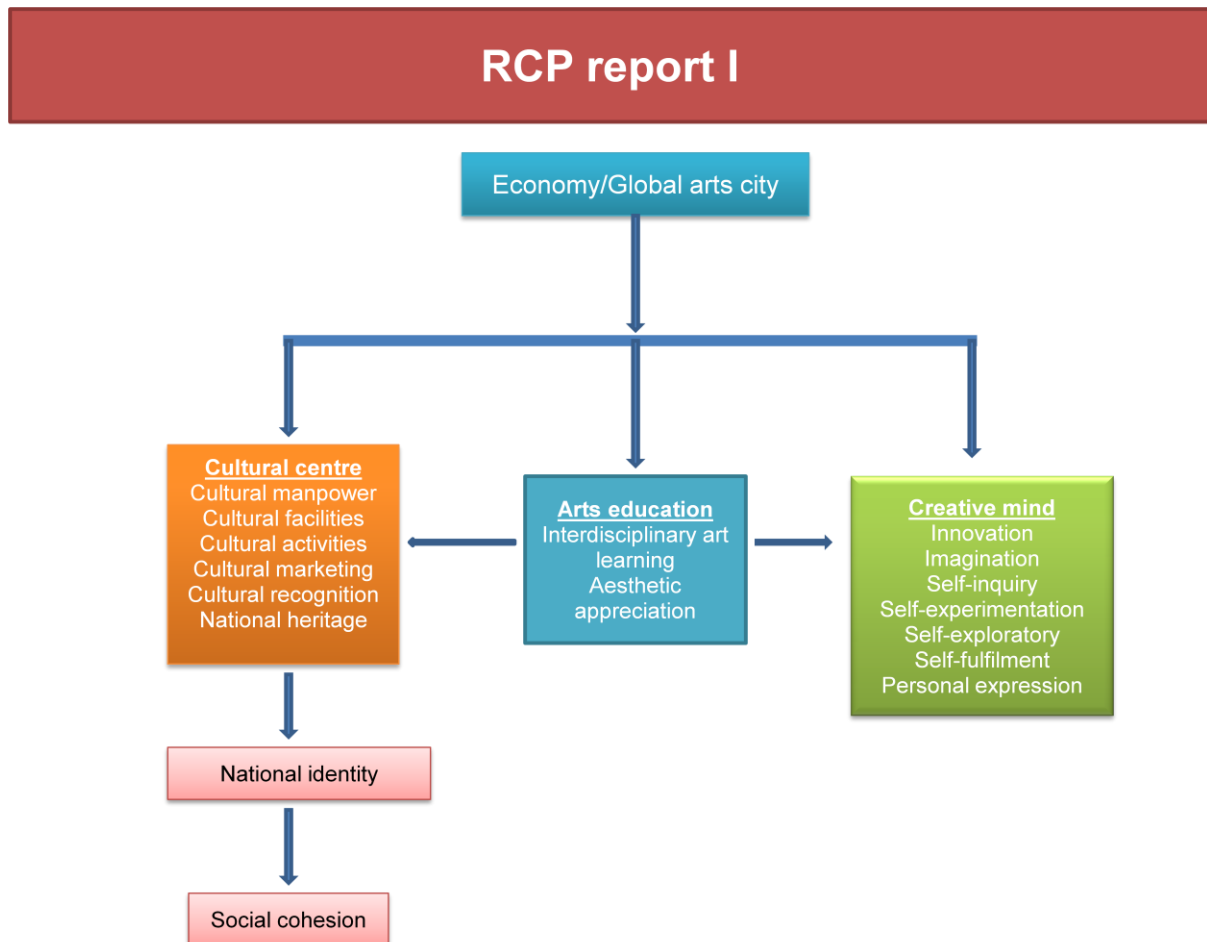 RCP report I
Economy/Global arts city
Cultural centre
Cultural manpower
Cultural facilities
Cultural activities
Cultural marketing
Cultural recognition
National heritage
Arts education
Interdisciplinary art
learning
Aesthetic
appreciation
Creative mind
Innovation
Imagination
Self-inquiry
Self-experimentation
Self-exploratory
Self-fulfilment
Personal expression
National identity
Social cohesion